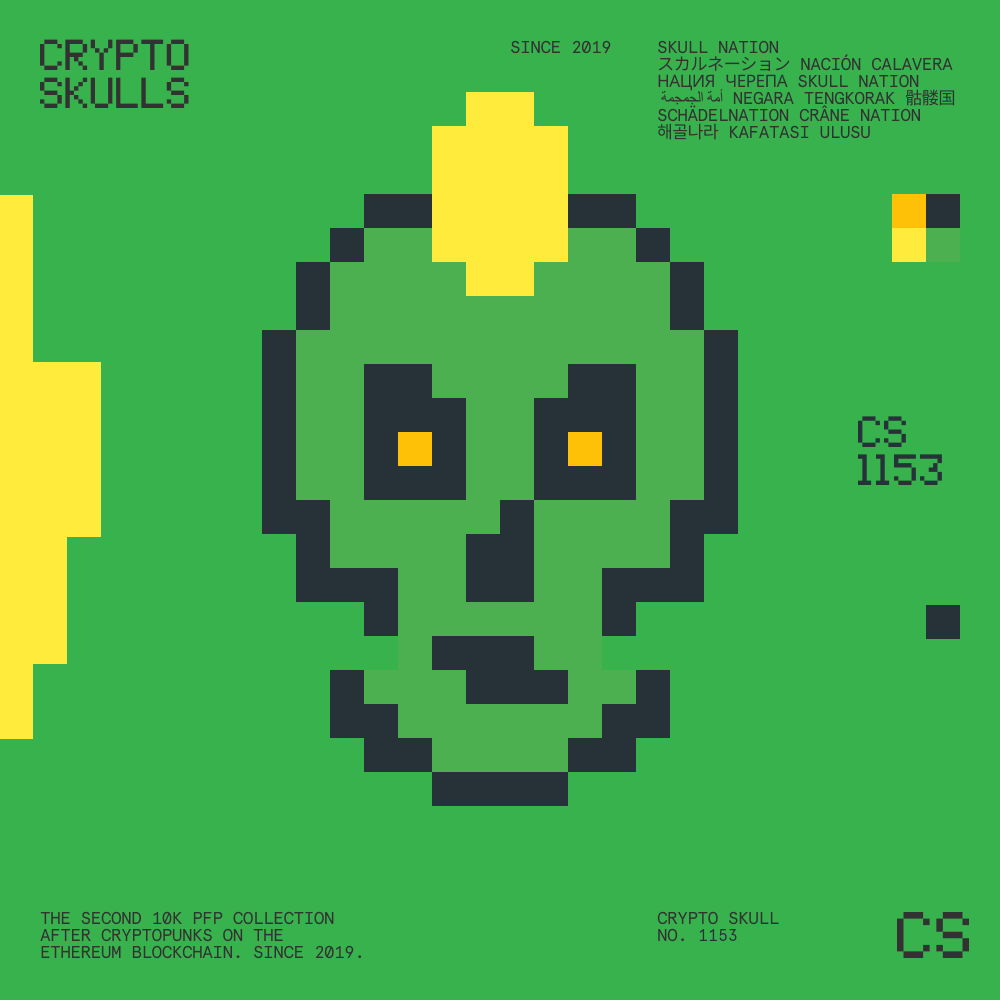 CRYPTO
SKULLS
SINCE 2019
SKULL NATION
スカルネーション NACIÓN CALAVERA
НАЦИЯ ЧЕРЕПА SKULL NATION
أمة الجمجمة NEGARA TENGKORAK 骷髅国
SCHÄDELNATION CRÂNE NATION
해골나라 KAFATASI ULUSU
CS
1153
THE SECOND 10K PFP COLLECTION
AFTER CRYPTOPUNKS ON THE
ETHEREUM BLOCKCHAIN. SINCE 2019.
CRYPTO SKULL
NO. 1153
CS